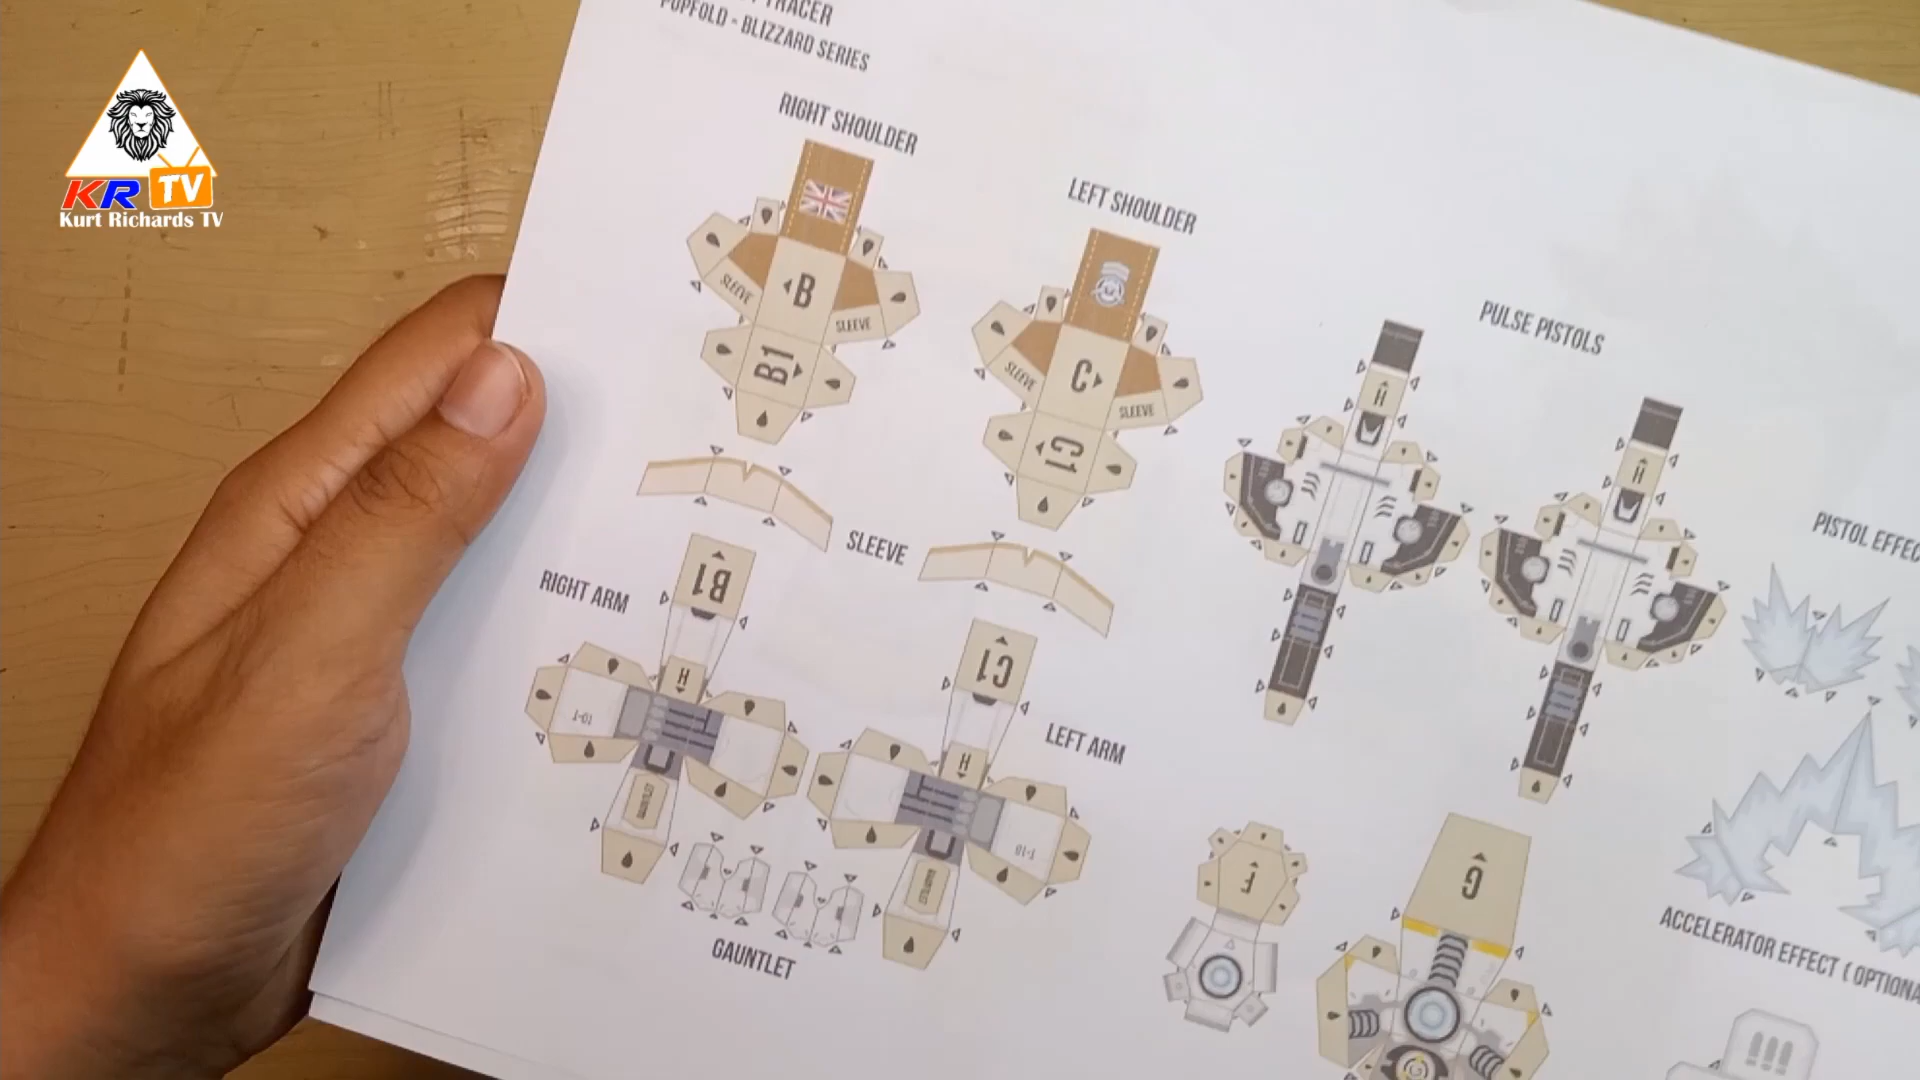 TRACER
POPFOLD - BLIZZARD SERIES
KR TV
Kurt Richards TV
RIGHT SHOULDER
LEFT SHOULDER
PULSE PISTOLS
B
SLEEVE
SLEEVE
B1
C
SLEEVE
SLEEVE
C1
H
H
PISTOL EFFEC
SLEEVE
RIGHT ARM
B1
H
C1
H
LEFT ARM
GAUNTLET
GAUNTLET
F
G
ACCELERATOR EFFECT ( OPTIONA